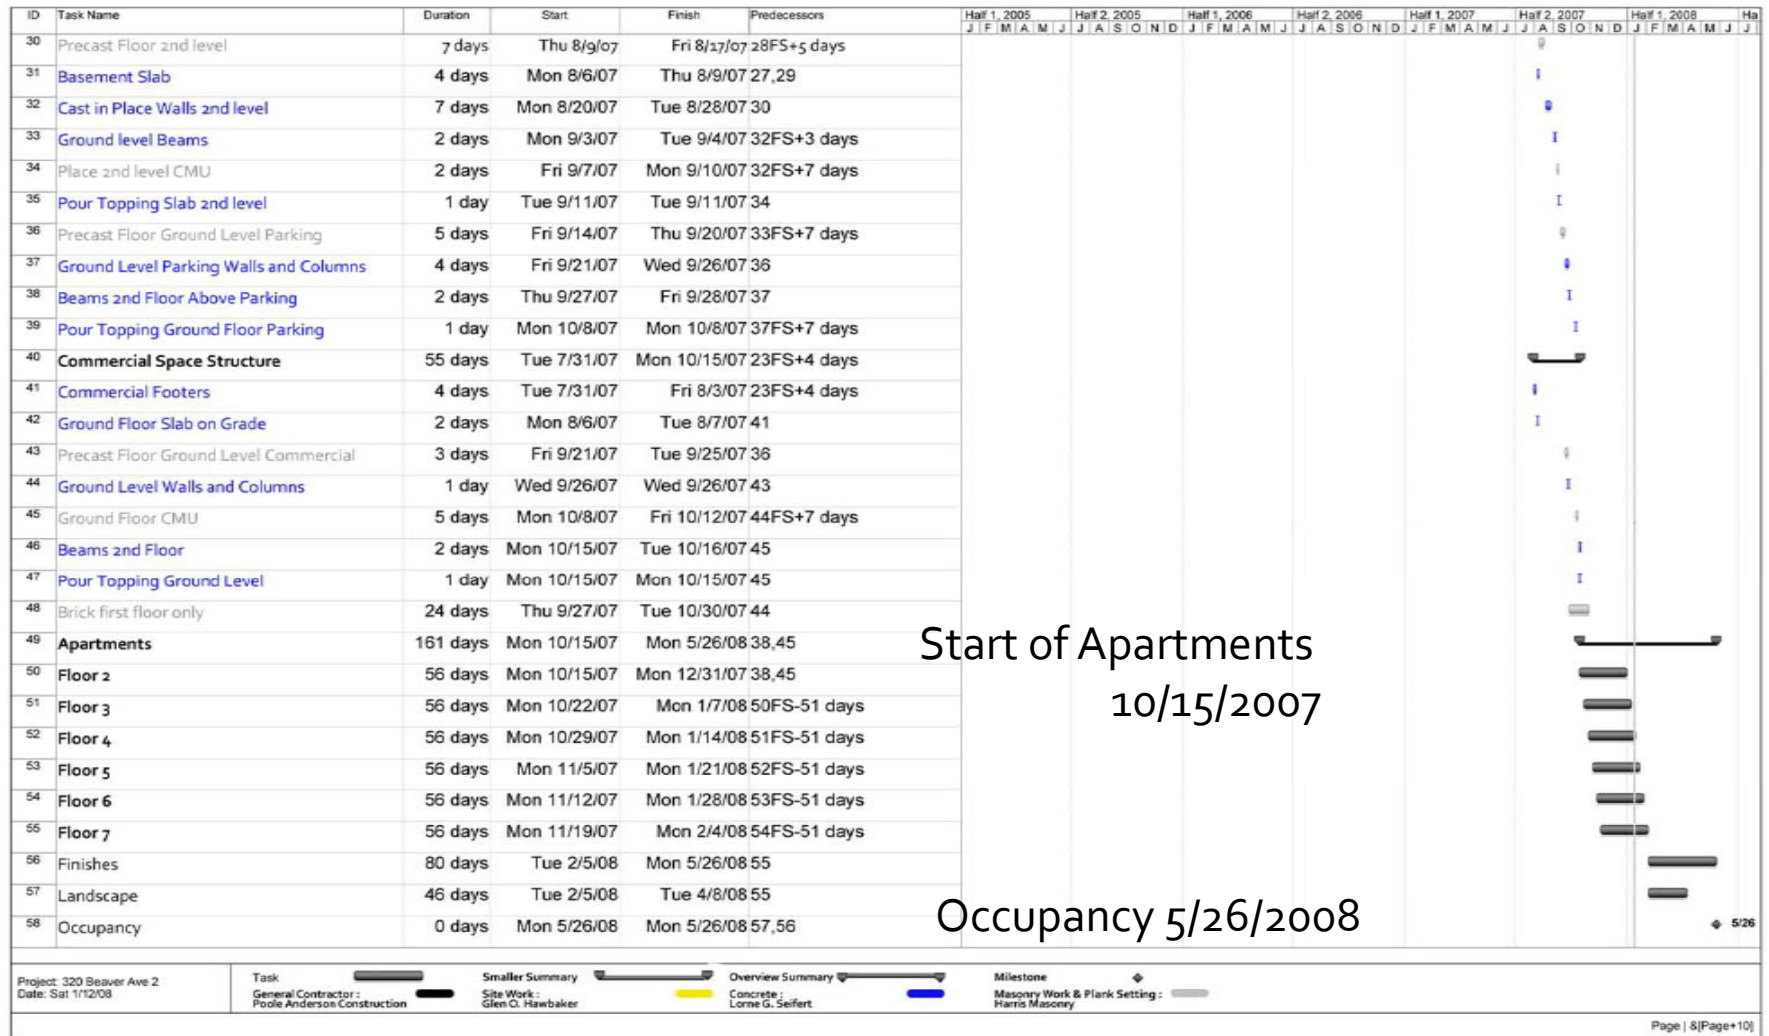 ID Task Name Duration Start Finish Predecessors Half 1, 2005 Half 2, 2005 Half 1, 2006 Half 2, 2006 Half 1, 2007 Half 2, 2007 Half 1, 2008 Ha
J F M A M J J A S O N D J F M A M J J A S O N D J F M A M J J A S O N D J F M A M J J
30 Precast Floor 2nd level 7 days Thu 8/9/07 Fri 8/17/07 28FS+5 days
31 Basement Slab 4 days Mon 8/6/07 Thu 8/9/07 27,29
32 Cast in Place Walls 2nd level 7 days Mon 8/20/07 Tue 8/28/07 30
33 Ground level Beams 2 days Mon 9/3/07 Tue 9/4/07 32FS+3 days
34 Place 2nd level CMU 2 days Fri 9/7/07 Mon 9/10/07 32FS+7 days
35 Pour Topping Slab 2nd level 1 day Tue 9/11/07 Tue 9/11/07 34
36 Precast Floor Ground Level Parking 5 days Fri 9/14/07 Thu 9/20/07 33FS+7 days
37 Ground Level Parking Walls and Columns 4 days Fri 9/21/07 Wed 9/26/07 36
38 Beams 2nd Floor Above Parking 2 days Thu 9/27/07 Fri 9/28/07 37
39 Pour Topping Ground Floor Parking 1 day Mon 10/8/07 Mon 10/8/07 37FS+7 days
40 Commercial Space Structure 55 days Tue 7/31/07 Mon 10/15/07 23FS+4 days
41 Commercial Footers 4 days Tue 7/31/07 Fri 8/3/07 23FS+4 days
42 Ground Floor Slab on Grade 2 days Mon 8/6/07 Tue 8/7/07 41
43 Precast Floor Ground Level Commercial 3 days Fri 9/21/07 Tue 9/25/07 36
44 Ground Level Walls and Columns 1 day Wed 9/26/07 Wed 9/26/07 43
45 Ground Floor CMU 5 days Mon 10/8/07 Fri 10/12/07 44FS+7 days
46 Beams 2nd Floor 2 days Mon 10/15/07 Tue 10/16/07 45
47 Pour Topping Ground Level 1 day Mon 10/15/07 Mon 10/15/07 45
48 Brick first floor only 24 days Thu 9/27/07 Tue 10/30/07 44
49 Apartments 161 days Mon 10/15/07 Mon 5/26/08 38,45 Start of Apartments
50 Floor 2 56 days Mon 10/15/07 Mon 12/31/07 38,45
51 Floor 3 56 days Mon 10/22/07 Mon 1/7/08 50FS-51 days 10/15/2007
52 Floor 4 56 days Mon 10/29/07 Mon 1/14/08 51FS-51 days
53 Floor 5 56 days Mon 11/5/07 Mon 1/21/08 52FS-51 days
54 Floor 6 56 days Mon 11/12/07 Mon 1/28/08 53FS-51 days
55 Floor 7 56 days Mon 11/19/07 Mon 2/4/08 54FS-51 days
56 Finishes 80 days Tue 2/5/08 Mon 5/26/08 55
57 Landscape 46 days Tue 2/5/08 Tue 4/8/08 55
58 Occupancy 0 days Mon 5/26/08 Mon 5/26/08 57,56 Occupancy 5/26/2008 5/26
Project: 320 Beaver Ave 2
Date: Sat 1/12/08
Task Smaller Summary Overview Summary Milestone
General Contractor : Poole Anderson Construction
Site Work : Glen O. Hawbaker
Concrete : Lorne G. Seifert
Masonry Work & Plank Setting : Harris Masonry
Page | 8[Page+10]